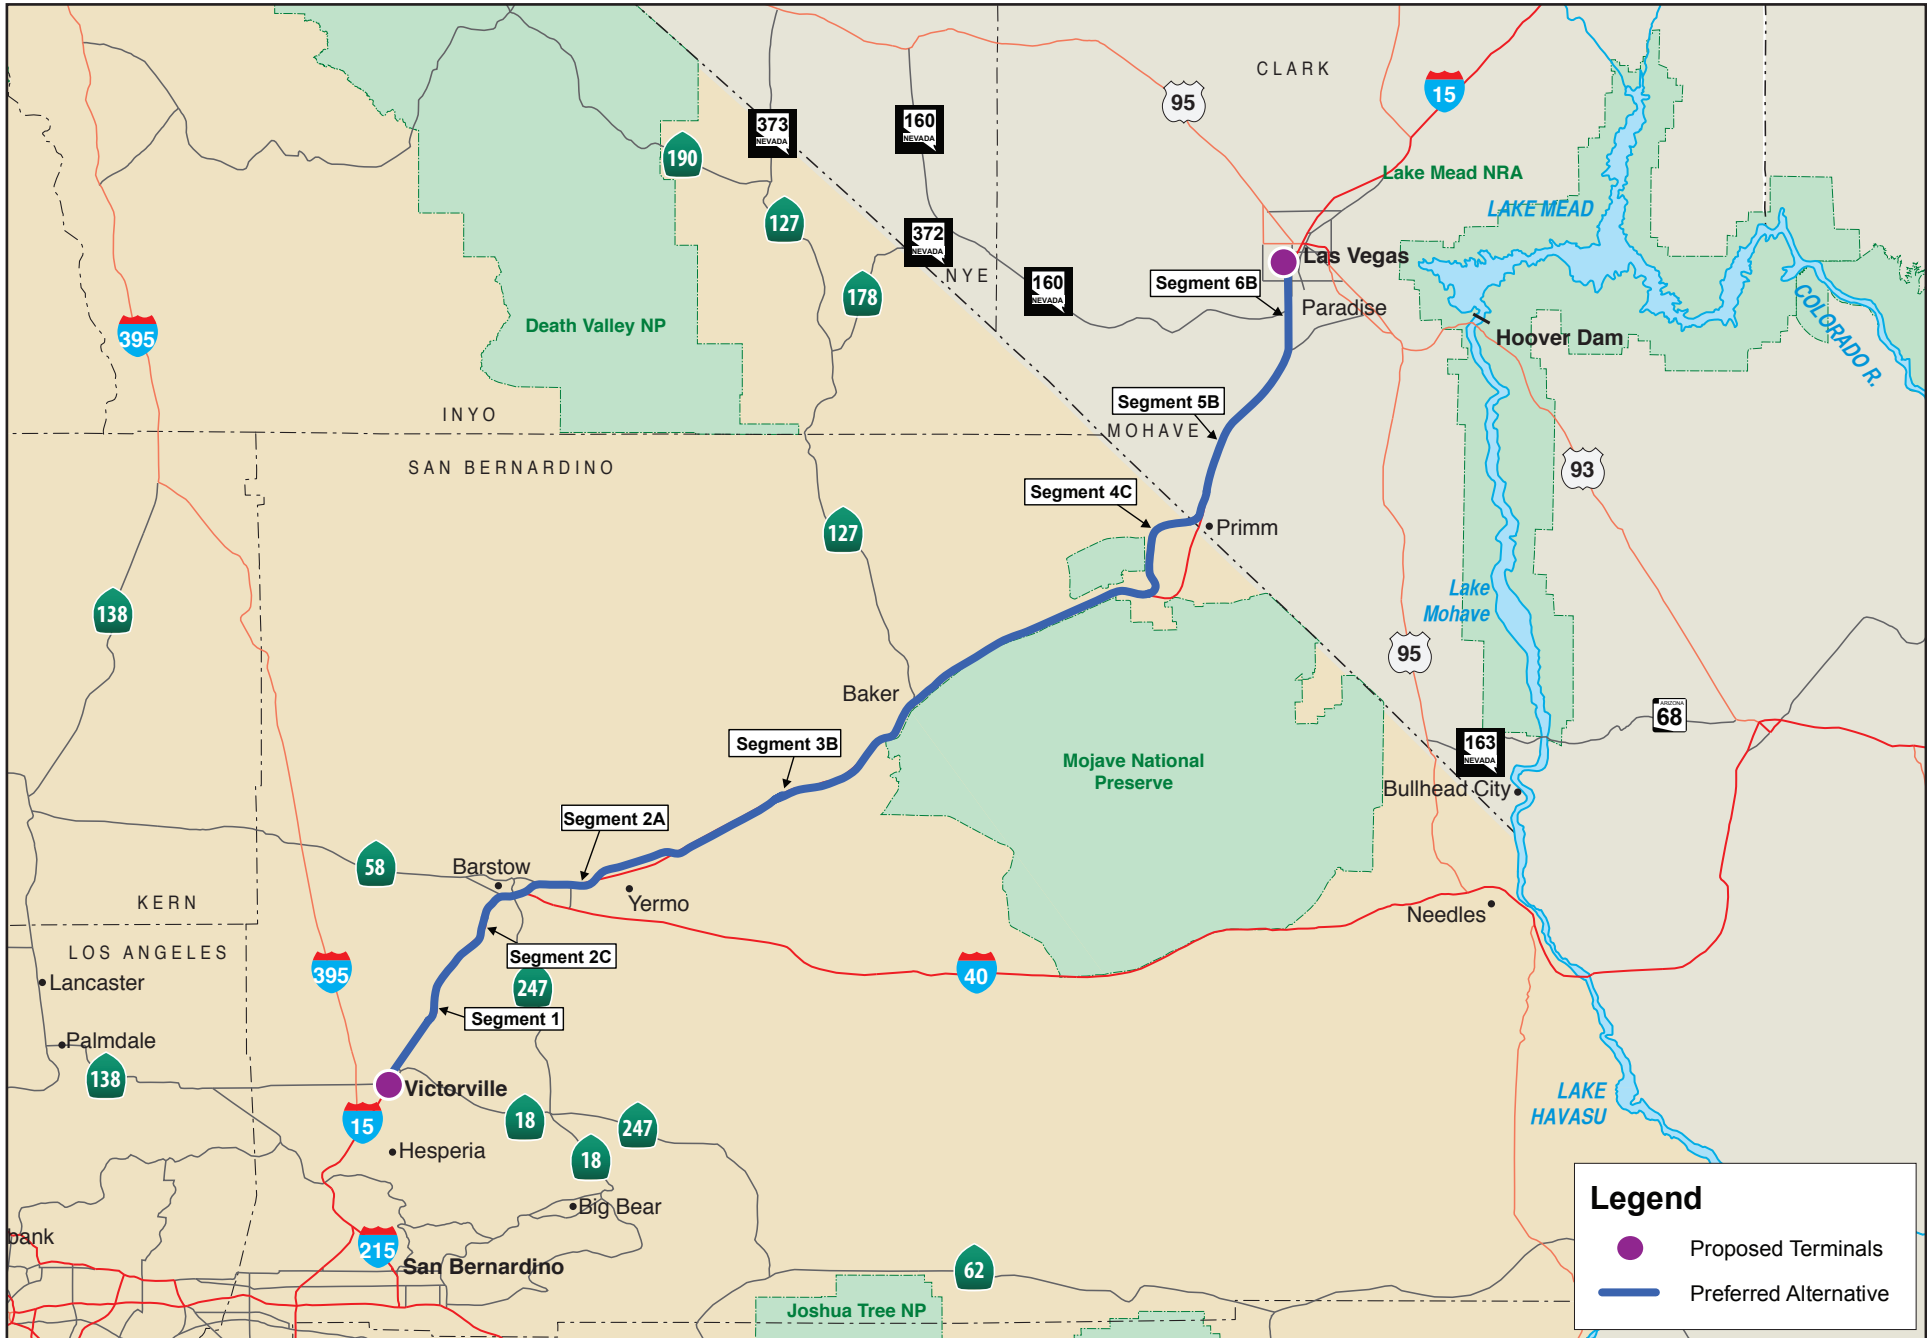 CLARK
15
95
373
NEVADA
160
NEVADA
190
Lake Mead NRA
LAKE MEAD
127
372
NEVADA
NYE
Las Vegas
Segment 6B
160
NEVADA
178
Paradise
COLORADO R.
Death Valley NP
395
Hoover Dam
Segment 5B
INYO
MOHAVE
SAN BERNARDINO
93
Segment 4C
127
Primm
138
Lake
Mohave
95
Baker
ARIZONA
68
Segment 3B
163
NEVADA
Mojave National
Preserve
Bullhead City
Segment 2A
58
Barstow
Yermo
KERN
Needles
LOS ANGELES
Segment 2C
395
40
Lancaster
247
Segment 1
Palmdale
138
Victorville
LAKE
HAVASU
15
18
247
Hesperia
18
Big Bear
Legend
bank
215
Proposed Terminals
San Bernardino
62
Preferred Alternative
Joshua Tree NP